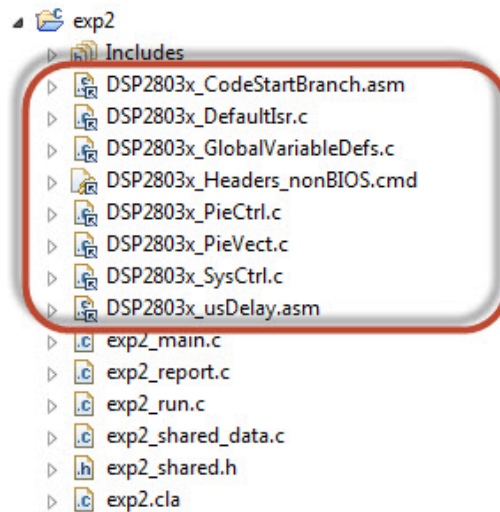 exp2
Includes
DSP2803x_CodeStartBranch.asm
DSP2803x_DefaultIsr.c
DSP2803x_GlobalVariableDefs.c
DSP2803x_Headers_nonBIOS.cmd
DSP2803x_PieCtrl.c
DSP2803x_PieVect.c
DSP2803x_SysCtrl.c
DSP2803x_usDelay.asm
exp2_main.c
exp2_report.c
exp2_run.c
exp2_shared_data.c
exp2_shared.h
exp2.cla